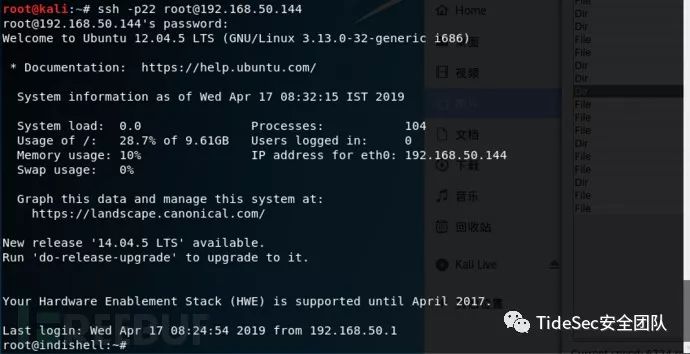 root@kali:~# ssh -p22 root@192.168.50.144
root@192.168.50.144's password:
Welcome to Ubuntu 12.04.5 LTS (GNU/Linux 3.13.0-32-generic i686)
* Documentation: https://help.ubuntu.com/
System information as of Wed Apr 17 08:32:15 IST 2019
System load: 0.0 Processes: 104
Usage of /: 28.7% of 9.61GB Users logged in: 0
Memory usage: 10% IP address for eth0: 192.168.50.144
Swap usage: 0%
Graph this data and manage this system at:
https://landscape.canonical.com/
New release '14.04.5 LTS' available.
Run 'do-release-upgrade' to upgrade to it.
Your Hardware Enablement Stack (HWE) is supported until April 2017.
Last login: Wed Apr 17 08:24:54 2019 from 192.168.50.1
root@indishell:~#
Home
视频
文档
下载
音乐
回收站
Kali Live
File
Dir
File
File
Dir
Dir
Dir
File
File
File
File
Dir
File
Dir
File
File
REEBUF
TideSec安全团队